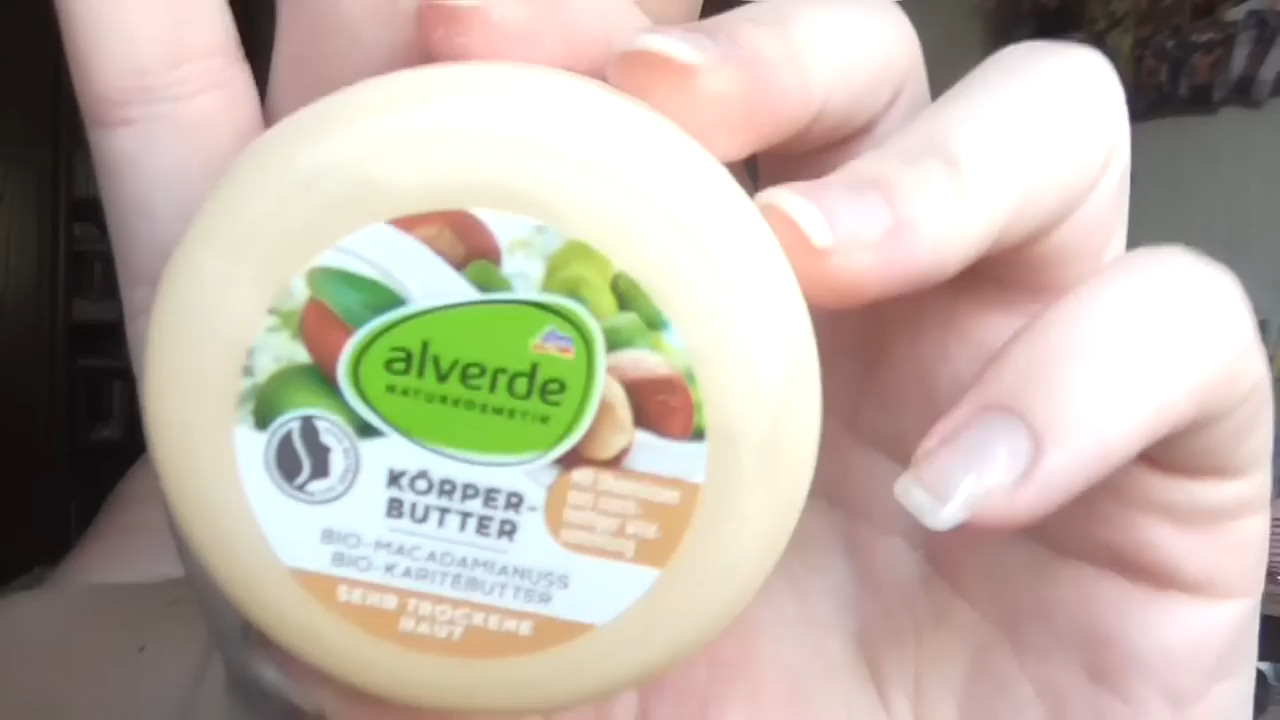 alverde
NATURKOSMETIK
KÖRPER-
BUTTER
BIO-MACADAMIANUSS
BIO-KARITÉBUTTER
SEHR TROCKENE
HAUT